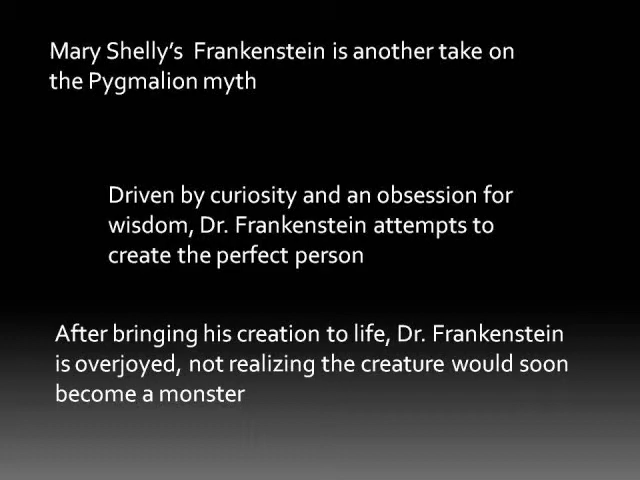 Mary Shelly’s  Frankenstein is another take on
the Pygmalion myth
Driven by curiosity and an obsession for
wisdom, Dr. Frankenstein attempts to
create the perfect person
After bringing his creation to life, Dr. Frankenstein
is overjoyed, not realizing the creature would soon
become a monster